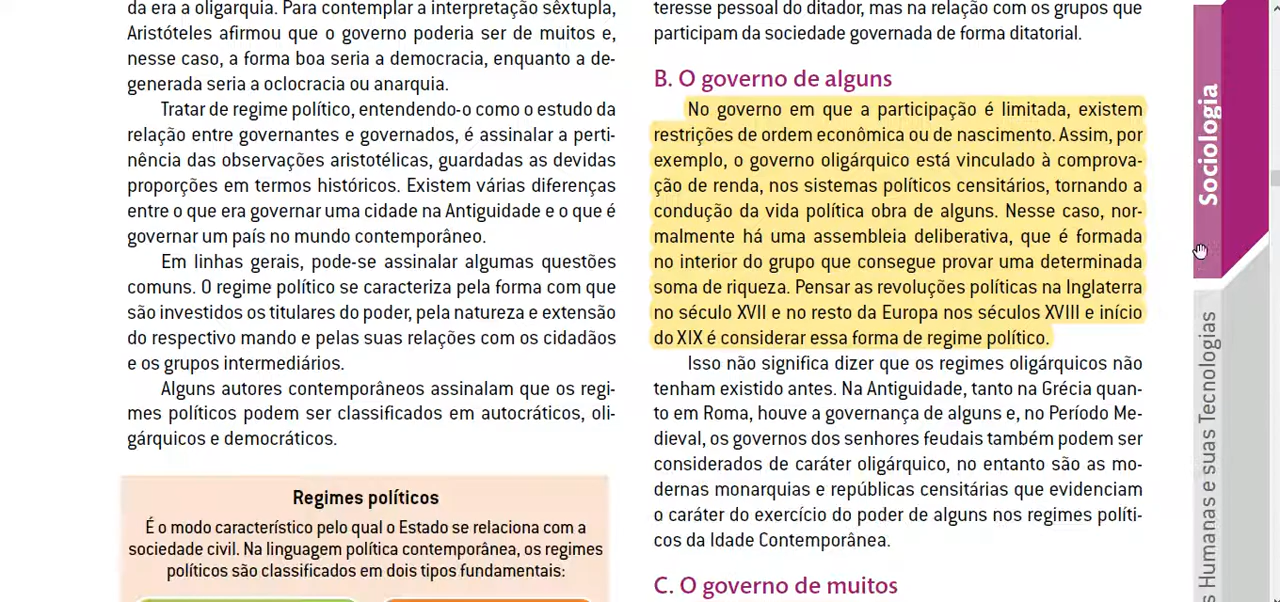 da era a oligarquia. Para contemplar a interpretação sêxtupla,
Aristóteles afirmou que o governo poderia ser de muitos e,
nesse caso, a forma boa seria a democracia, enquanto a de-
generada seria a oclocracia ou anarquia.
Tratar de regime político, entendendo-o como o estudo da
relação entre governantes e governados, é assinalar a perti-
nência das observações aristotélicas, guardadas as devidas
proporções em termos históricos. Existem várias diferenças
entre o que era governar uma cidade na Antiguidade e o que é
governar um país no mundo contemporâneo.
Em linhas gerais, pode-se assinalar algumas questões
comuns. O regime político se caracteriza pela forma com que
são investidos os titulares do poder, pela natureza e extensão
do respectivo mando e pelas suas relações com os cidadãos
e os grupos intermediários.
Alguns autores contemporâneos assinalam que os regi-
mes políticos podem ser classificados em autocráticos, oli-
gárquicos e democráticos.
Regimes políticos
É o modo característico pelo qual o Estado se relaciona com a
sociedade civil. Na linguagem política contemporânea, os regimes
políticos são classificados em dois tipos fundamentais:
teresse pessoal do ditador, mas na relação com os grupos que
participam da sociedade governada de forma ditatorial.
B. O governo de alguns
No governo em que a participação é limitada, existem
restrições de ordem econômica ou de nascimento. Assim, por
exemplo, o governo oligárquico está vinculado à comprova-
ção de renda, nos sistemas políticos censitários, tornando a
condução da vida política obra de alguns. Nesse caso, nor-
malmente há uma assembleia deliberativa, que é formada
no interior do grupo que consegue provar uma determinada
soma de riqueza. Pensar as revoluções políticas na Inglaterra
no século XVII e no resto da Europa nos séculos XVIII e início
do XIX é considerar essa forma de regime político.
Isso não significa dizer que os regimes oligárquicos não
tenham existido antes. Na Antiguidade, tanto na Grécia quan-
to em Roma, houve a governança de alguns e, no Período Me-
dieval, os governos dos senhores feudais também podem ser
considerados de caráter oligárquico, no entanto são as mo-
dernas monarquias e repúblicas censitárias que evidenciam
o caráter do exercício do poder de alguns nos regimes políti-
cos da Idade Contemporânea.
C. O governo de muitos
Sociologia
s Humanas e suas Tecnologias